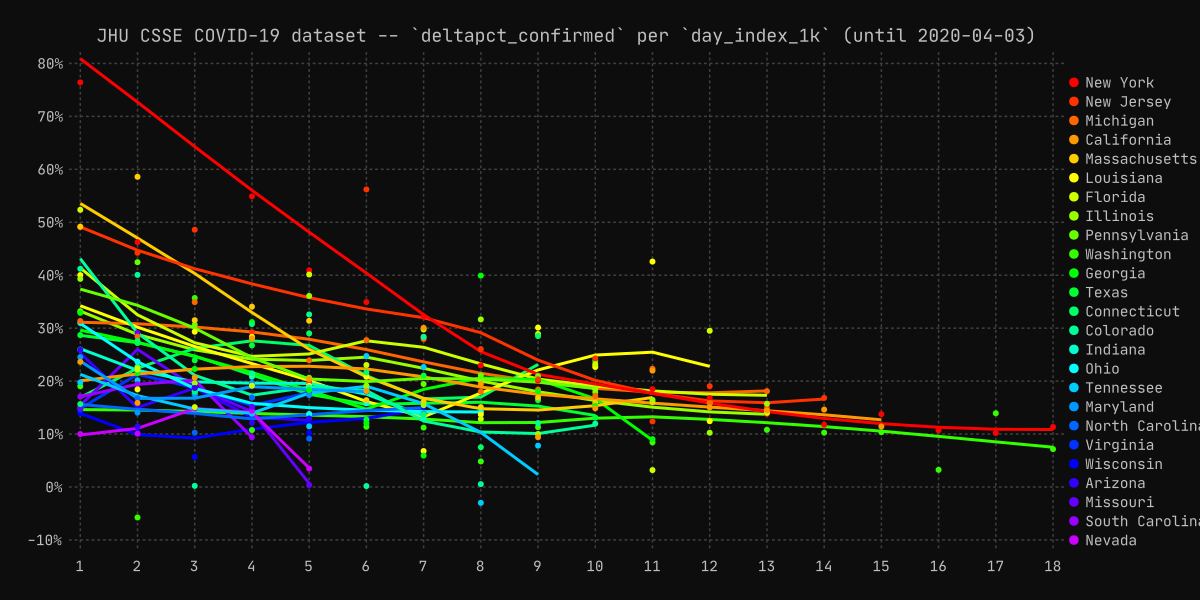 JHU CSSE COVID-19 dataset -- `deltapct_confirmed` per `day_index_1k` (until 2020-04-03)
80%
70%
60%
50%
40%
30%
20%
10%
0%
-10%
1 2 3 4 5 6 7 8 9 10 11 12 13 14 15 16 17 18
New York
New Jersey
Michigan
California
Massachusetts
Louisiana
Florida
Illinois
Pennsylvania
Washington
Georgia
Texas
Connecticut
Colorado
Indiana
Ohio
Tennessee
Maryland
North Carolina
Virginia
Wisconsin
Arizona
Missouri
South Carolina
Nevada